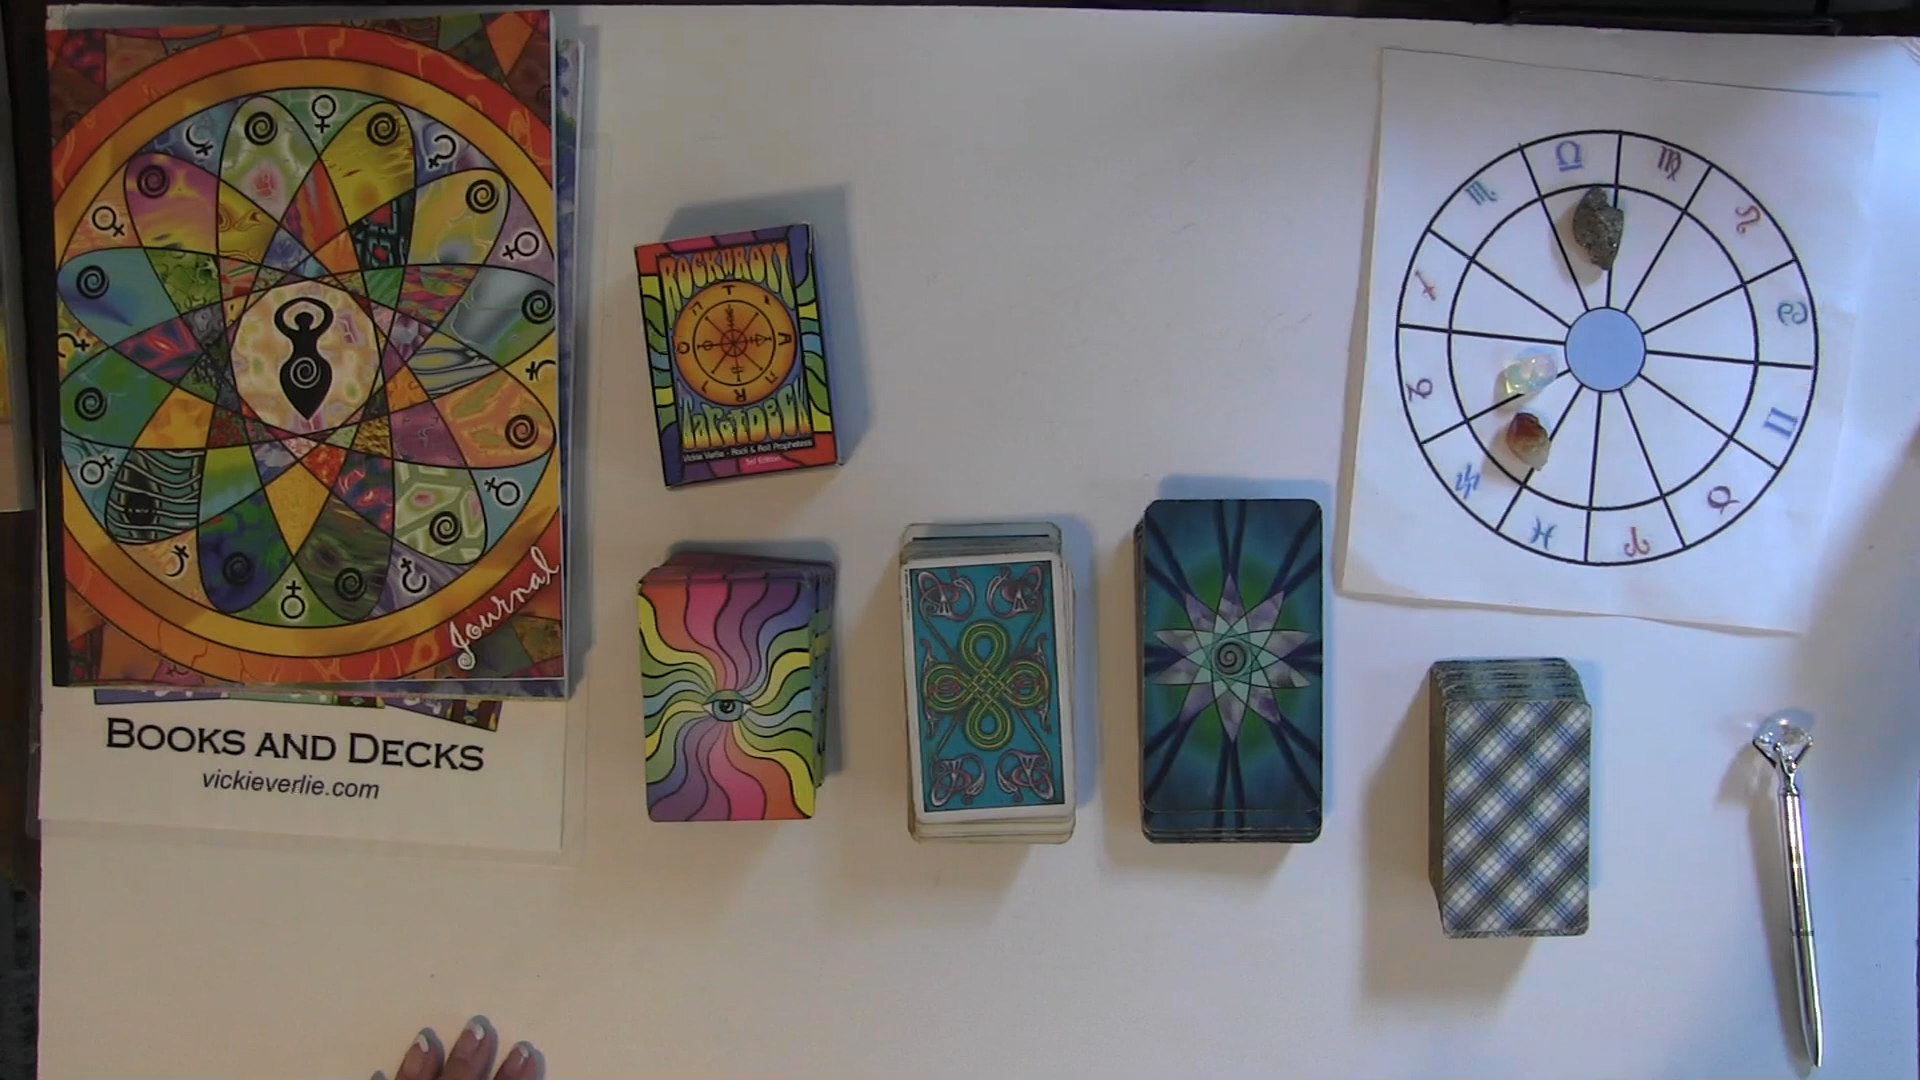 Journal
BOOKS AND DECKS
vickieverlie.com
ROCK N ROLL
TAROT DECK
Vickie Verlie - Rock & Roll Prophetess